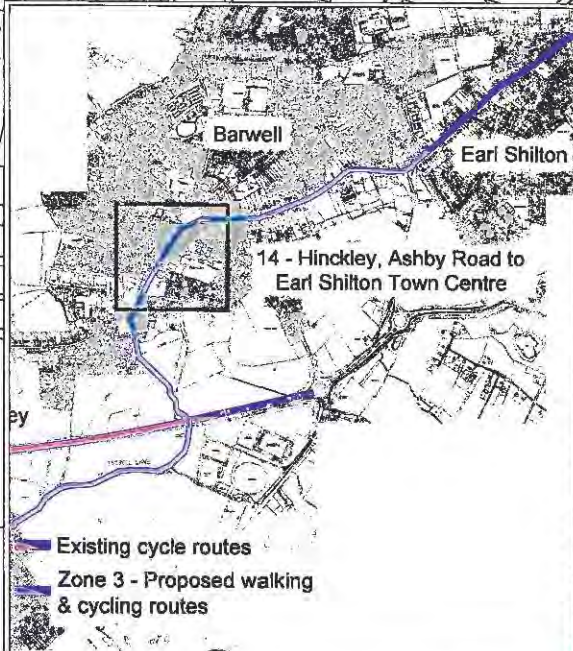 Barwell
Earl Shilton
14 - Hinckley, Ashby Road to
Earl Shilton Town Centre
ey
Existing cycle routes
Zone 3 - Proposed walking
& cycling routes